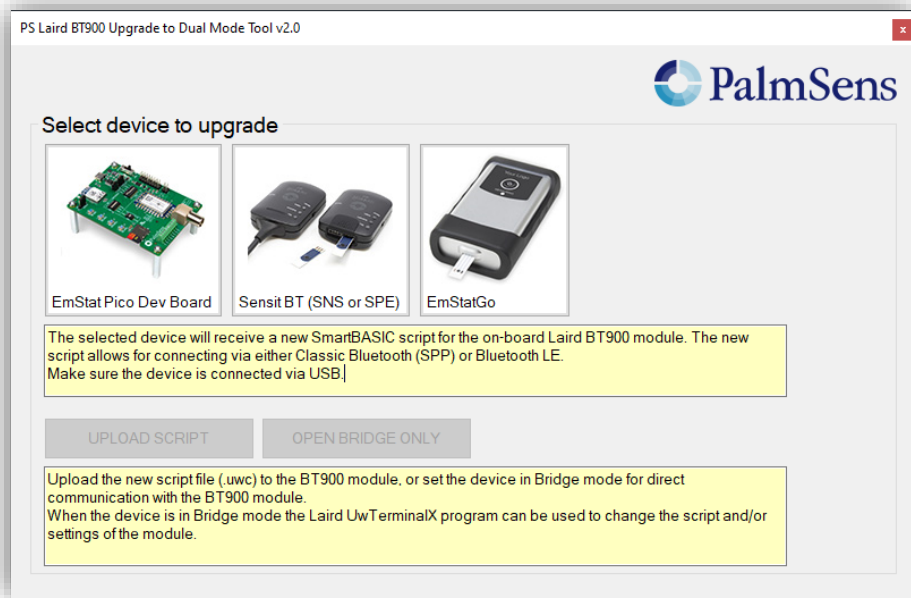 PS Laird BT900 Upgrade to Dual Mode Tool v2.0
x
PalmSens
Select device to upgrade
EmStat Pico Dev Board
Sensit BT (SNS or SPE)
EmStatGo
The selected device will receive a new SmartBASIC script for the on-board Laird BT900 module. The new
script allows for connecting via either Classic Bluetooth (SPP) or Bluetooth LE.
Make sure the device is connected via USB.
UPLOAD SCRIPT
OPEN BRIDGE ONLY
Upload the new script file (.uwc) to the BT900 module, or set the device in Bridge mode for direct
communication with the BT900 module.
When the device is in Bridge mode the Laird UwTerminalX program can be used to change the script and/or
settings of the module.